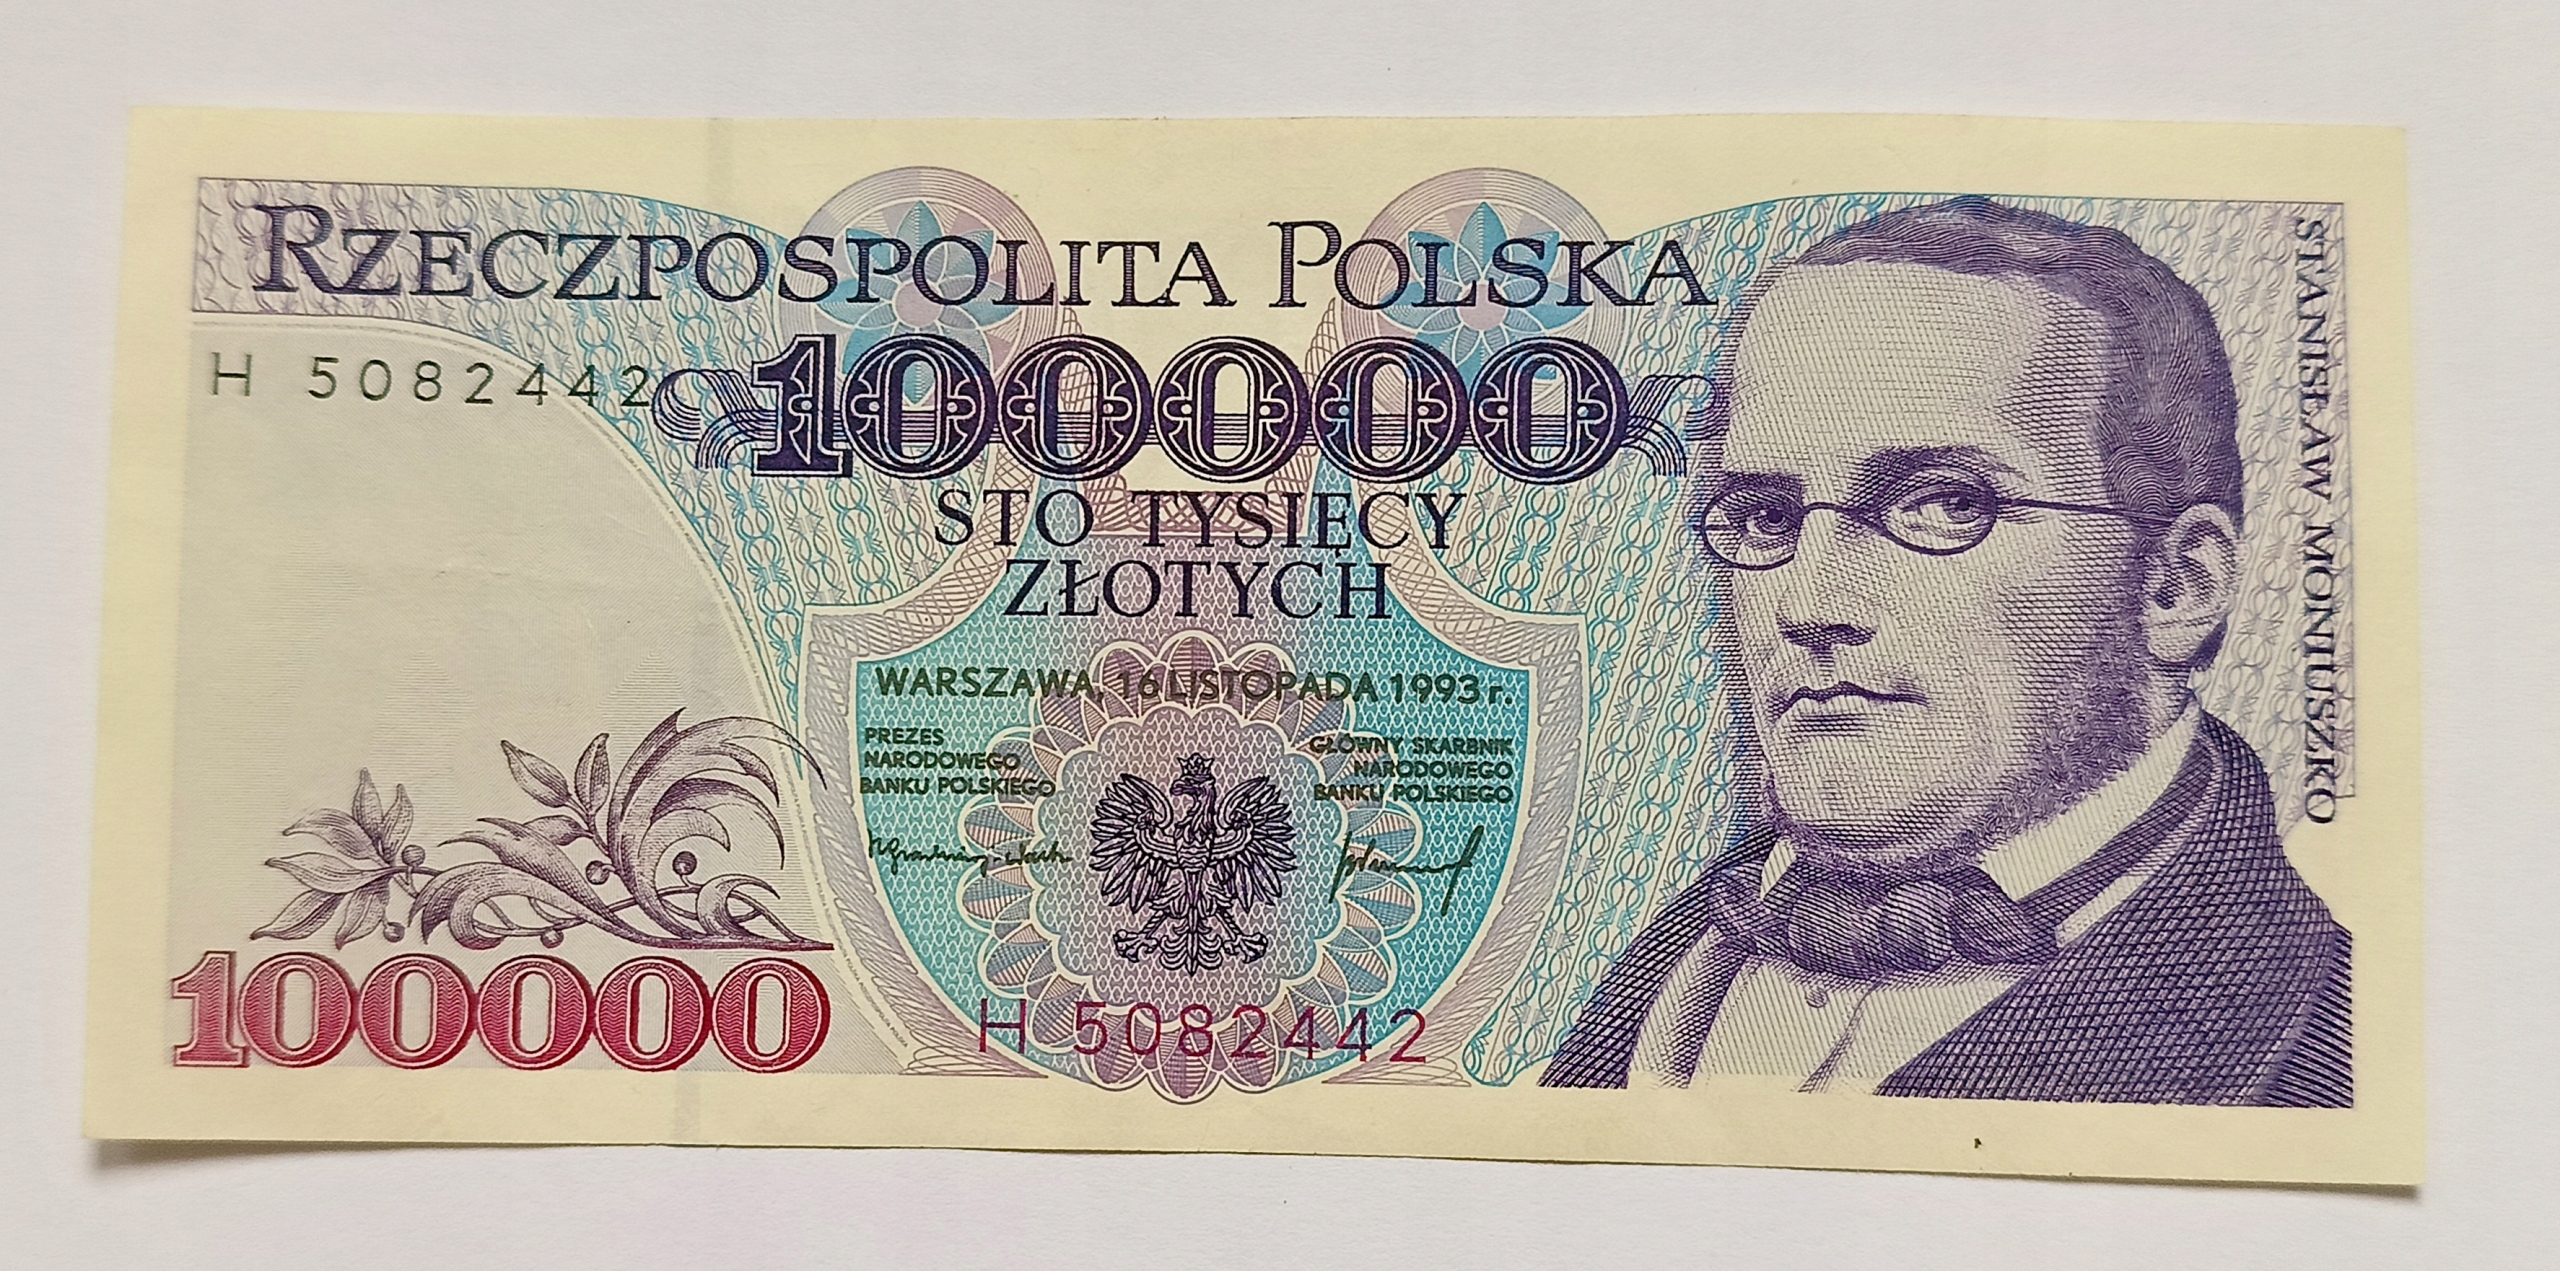 RZECZPOSPOLITA POLSKA
H 5082442
100000
STO TYSIĘCY
ZŁOTYCH
WARSZAWA, 16 LISTOPADA 1993 r.
PREZES
NARODOWEGO
BANKU POLSKIEGO
GŁÓWNY SKARBNIK
NARODOWEGO
BANKU POLSKIEGO
100000
H 5082442
STANISŁAW MONIUSZKO